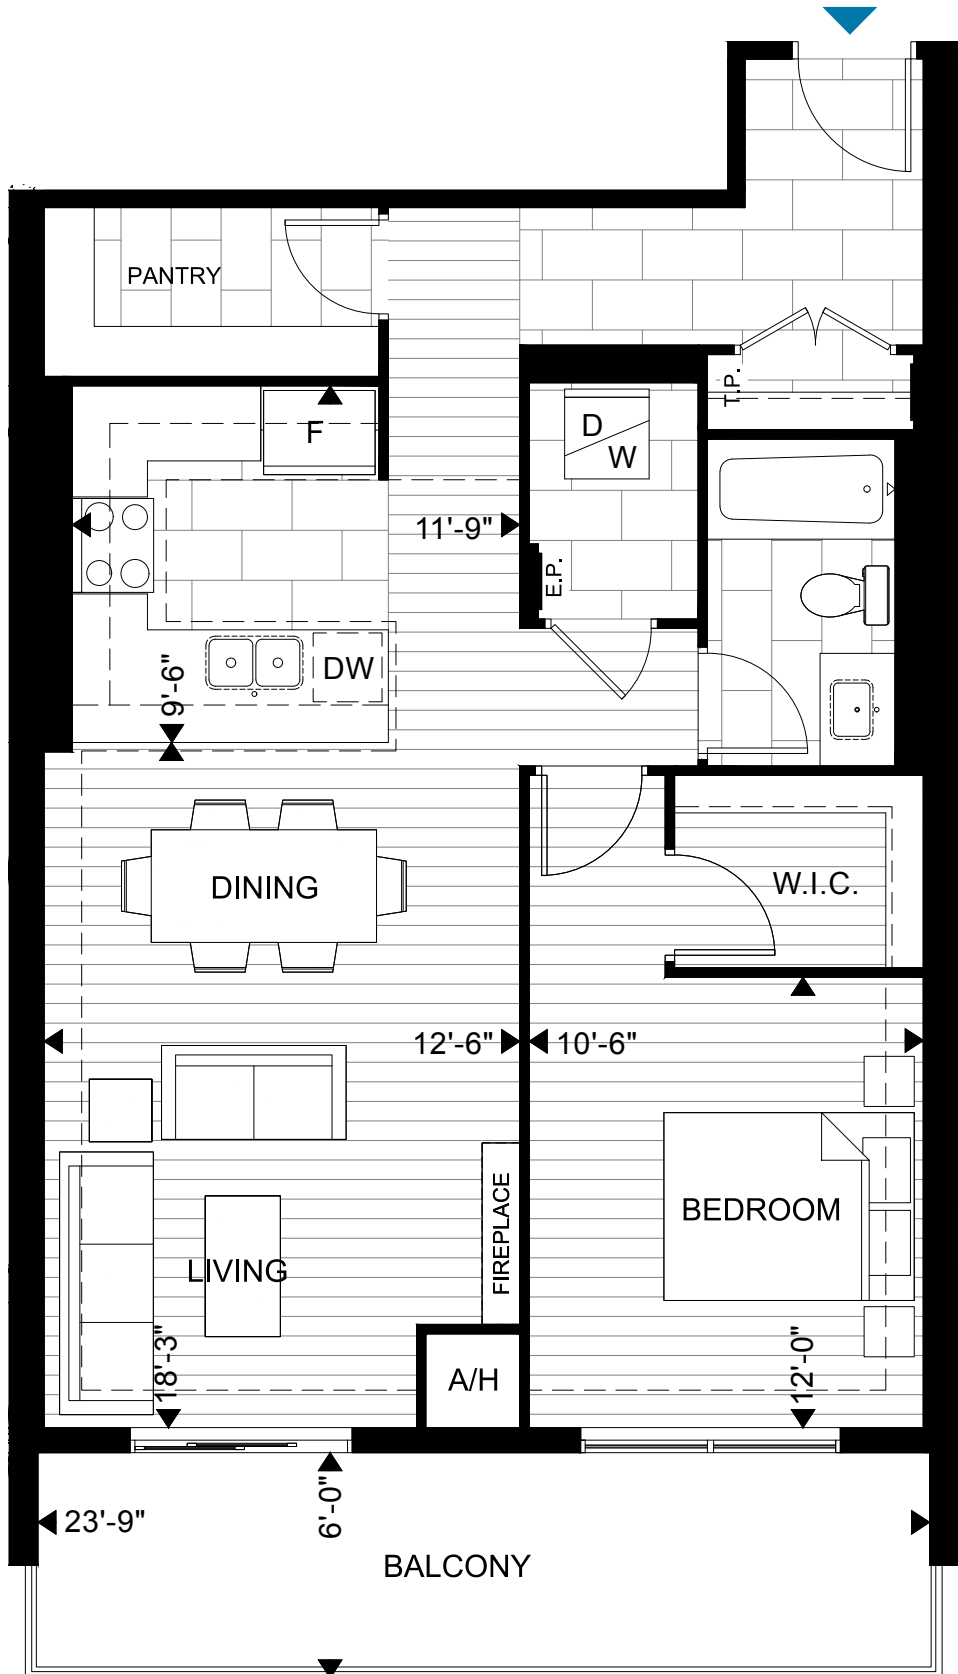 PANTRY
T.P.
F
D
W
11'-9"
E.P.
9'-6"
DW
DINING
W.I.C.
12'-6"
10'-6"
FIREPLACE
BEDROOM
LIVING
18'-3"
A/H
12'-0"
23'-9"
6'-0"
BALCONY